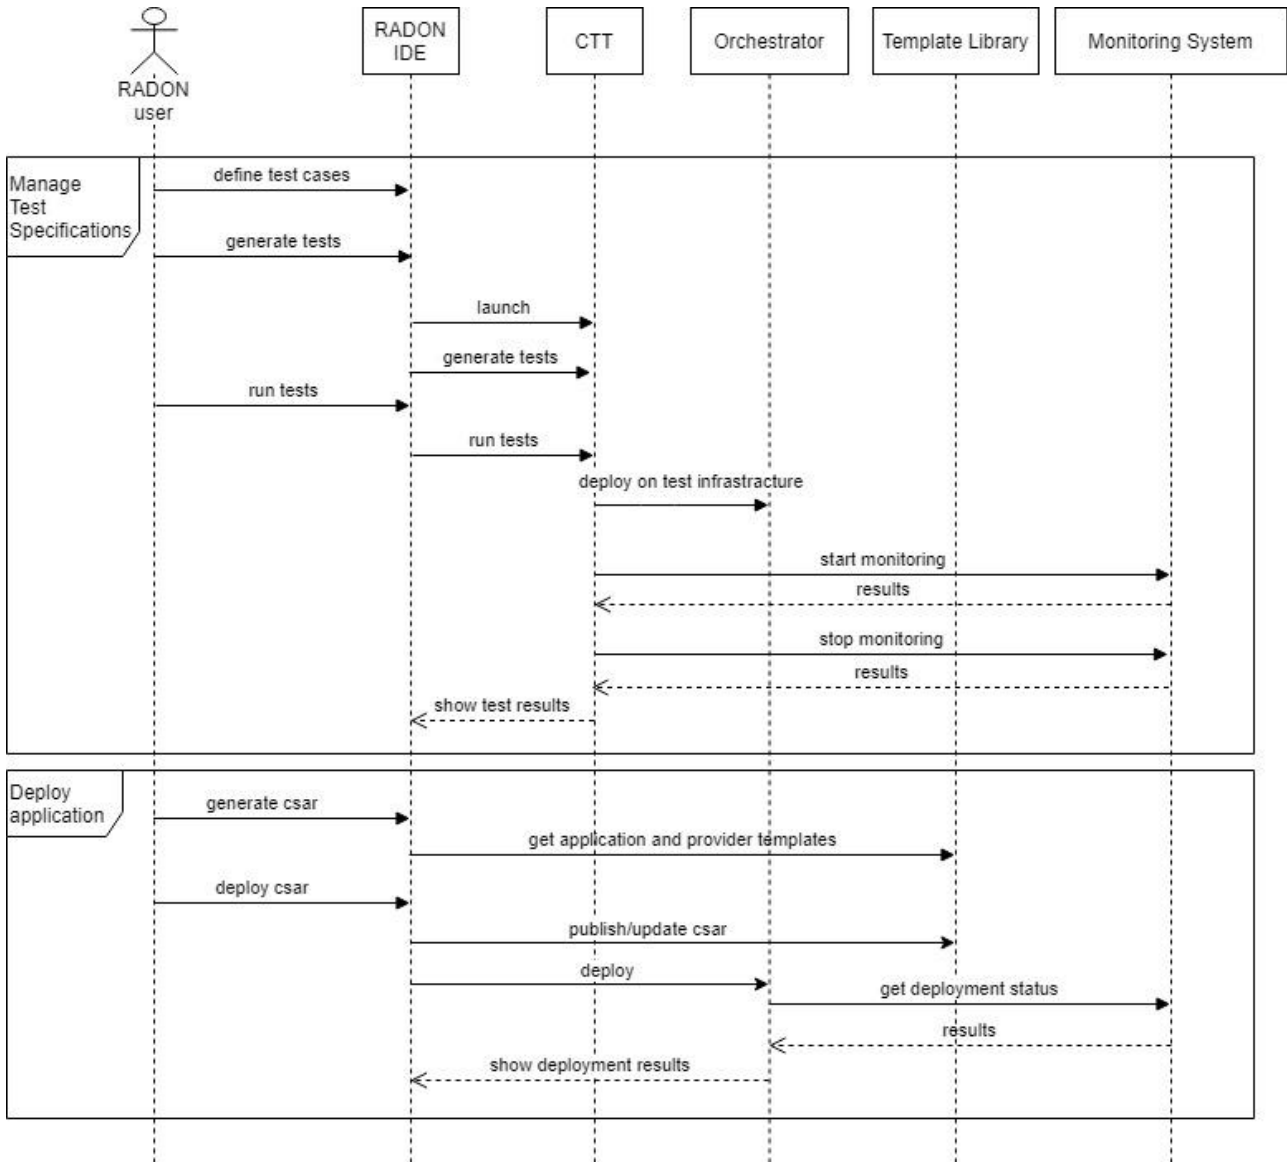 RADON
user
RADON
IDE
CTT
Orchestrator
Template Library
Monitoring System
Manage
Test
Specifications
define test cases
generate tests
launch
generate tests
run tests
run tests
deploy on test infrastracture
start monitoring
results
stop monitoring
results
show test results
Deploy
application
generate csar
get application and provider templates
deploy csar
publish/update csar
deploy
get deployment status
results
show deployment results